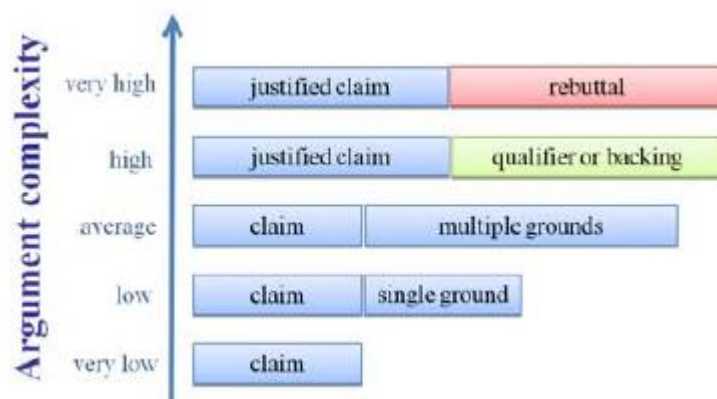 Argument complexity
very high
justified claim
rebuttal
high
justified claim
qualifier or backing
average
claim
multiple grounds
low
claim
single ground
very low
claim